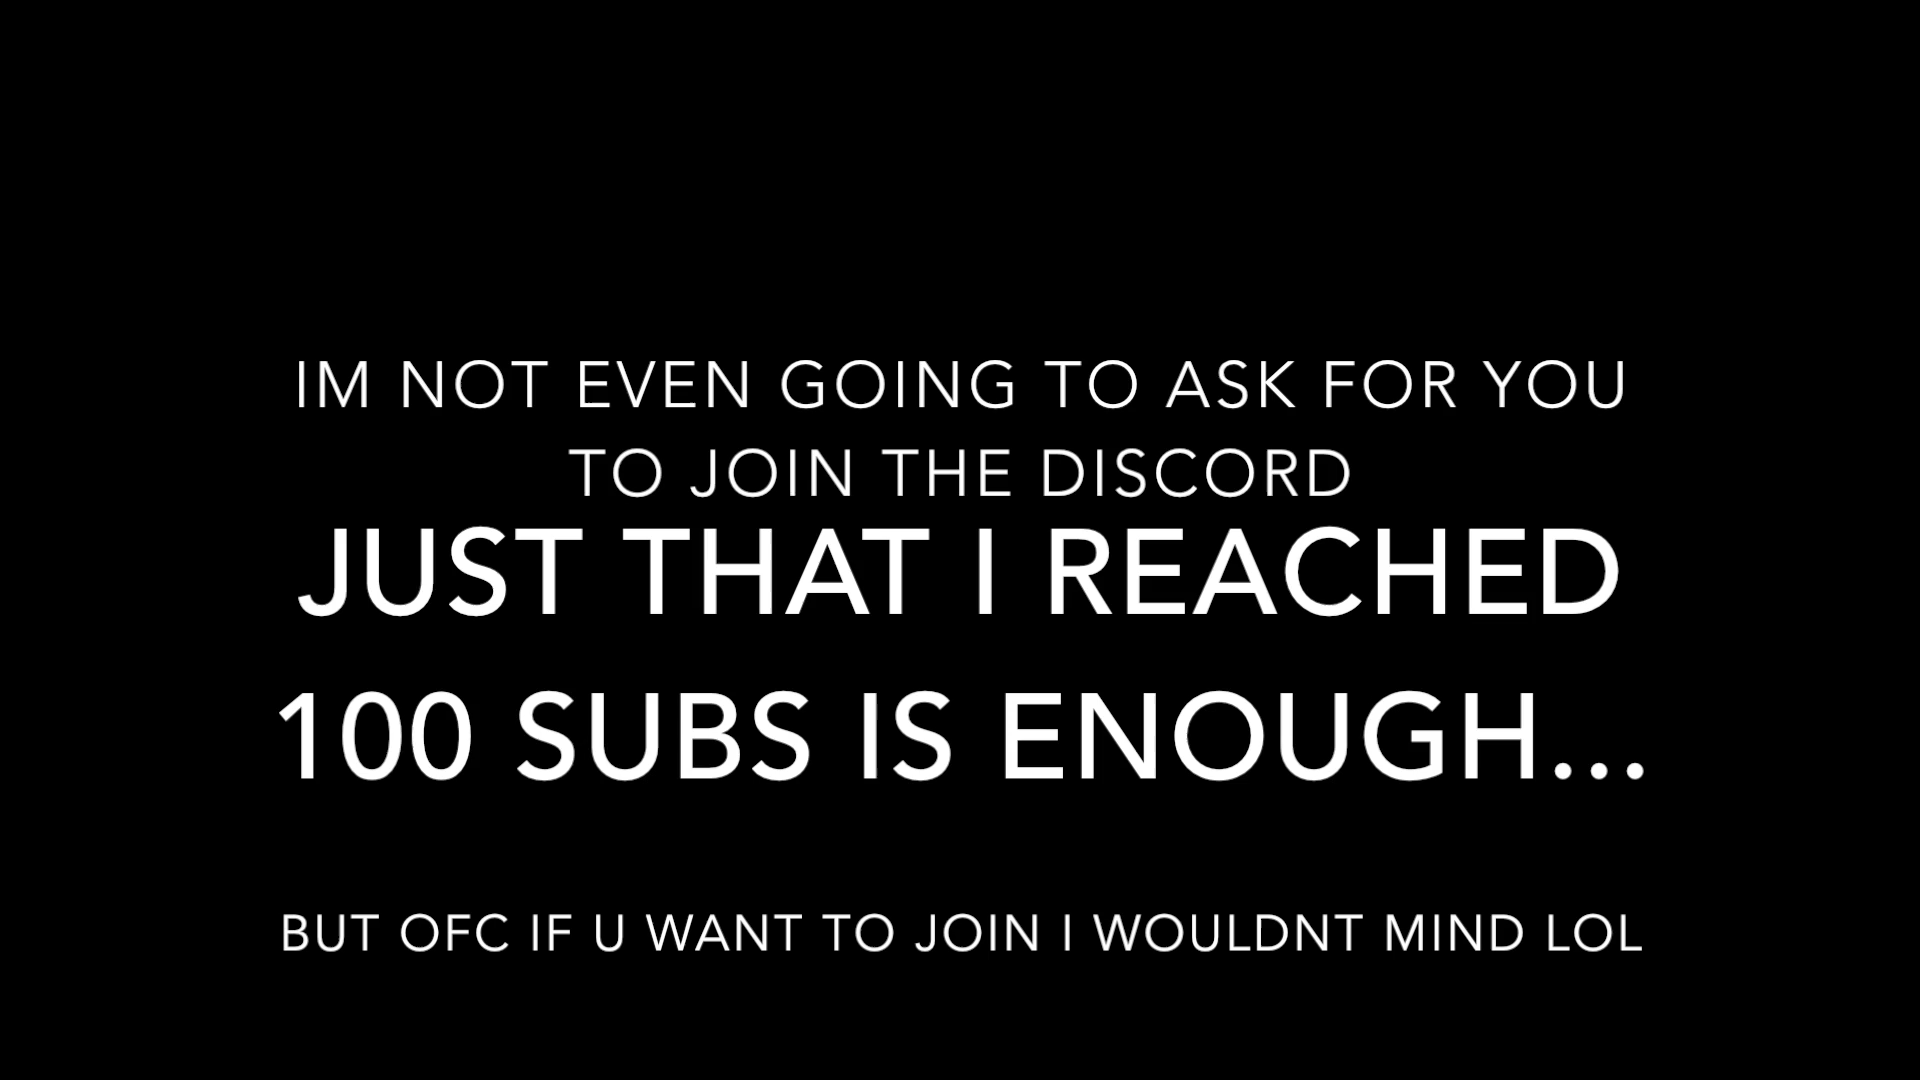 IM NOT EVEN GOING TO ASK FOR YOU
TO JOIN THE DISCORD
JUST THAT I REACHED
100 SUBS IS ENOUGH...
BUT OFC IF U WANT TO JOIN I WOULDNT MIND LOL